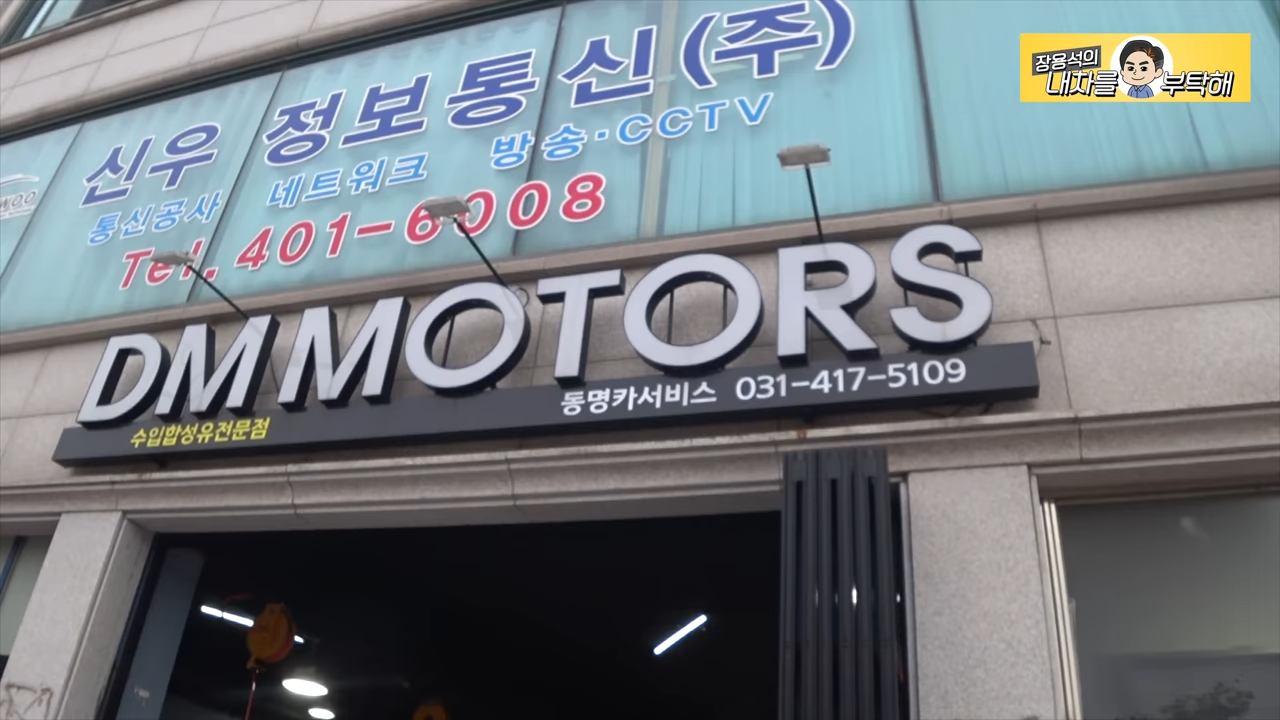 장용석의
내차를 부탁해
신우 정보통신(주)
통신공사 네트워크 방송·CCTV
Tel. 401-6008
DM MOTORS
동명카서비스 031-417-5109
수입합성유전문점